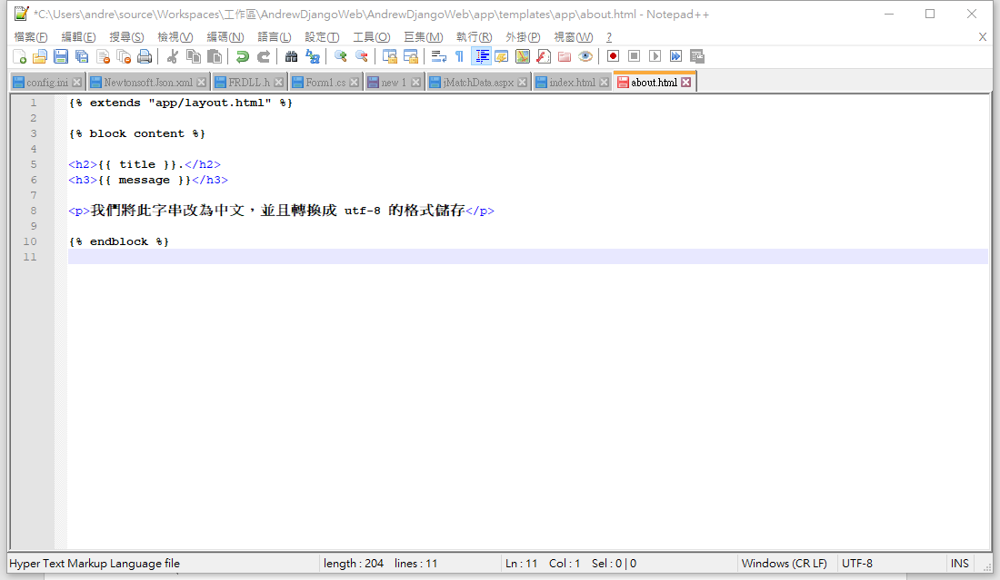 *C:\Users\andre\source\Workspaces\工作區\AndrewDjangoWeb\AndrewDjangoWeb\app\templates\app\about.html - Notepad++
檔案(F) 編輯(E) 搜尋(S) 檢視(V) 編碼(N) 語言(L) 設定(T) 工具(O) 巨集(M) 執行(R) 外掛(P) 視窗(W) ? X
config.ini Newtonsoft.Json.xml FRDLL.h Form1.cs new 1 jMatchData.aspx index.html about.html
1 {% extends "app/layout.html" %}
2
3 {% block content %}
4
5 <h2>{{ title }}.</h2>
6 <h3>{{ message }}</h3>
7
8 <p>我們將此字串改為中文，並且轉換成 utf-8 的格式儲存</p>
9
10 {% endblock %}
11
Hyper Text Markup Language file length : 204 lines : 11 Ln : 11 Col : 1 Sel : 0 | 0 Windows (CR LF) UTF-8 INS